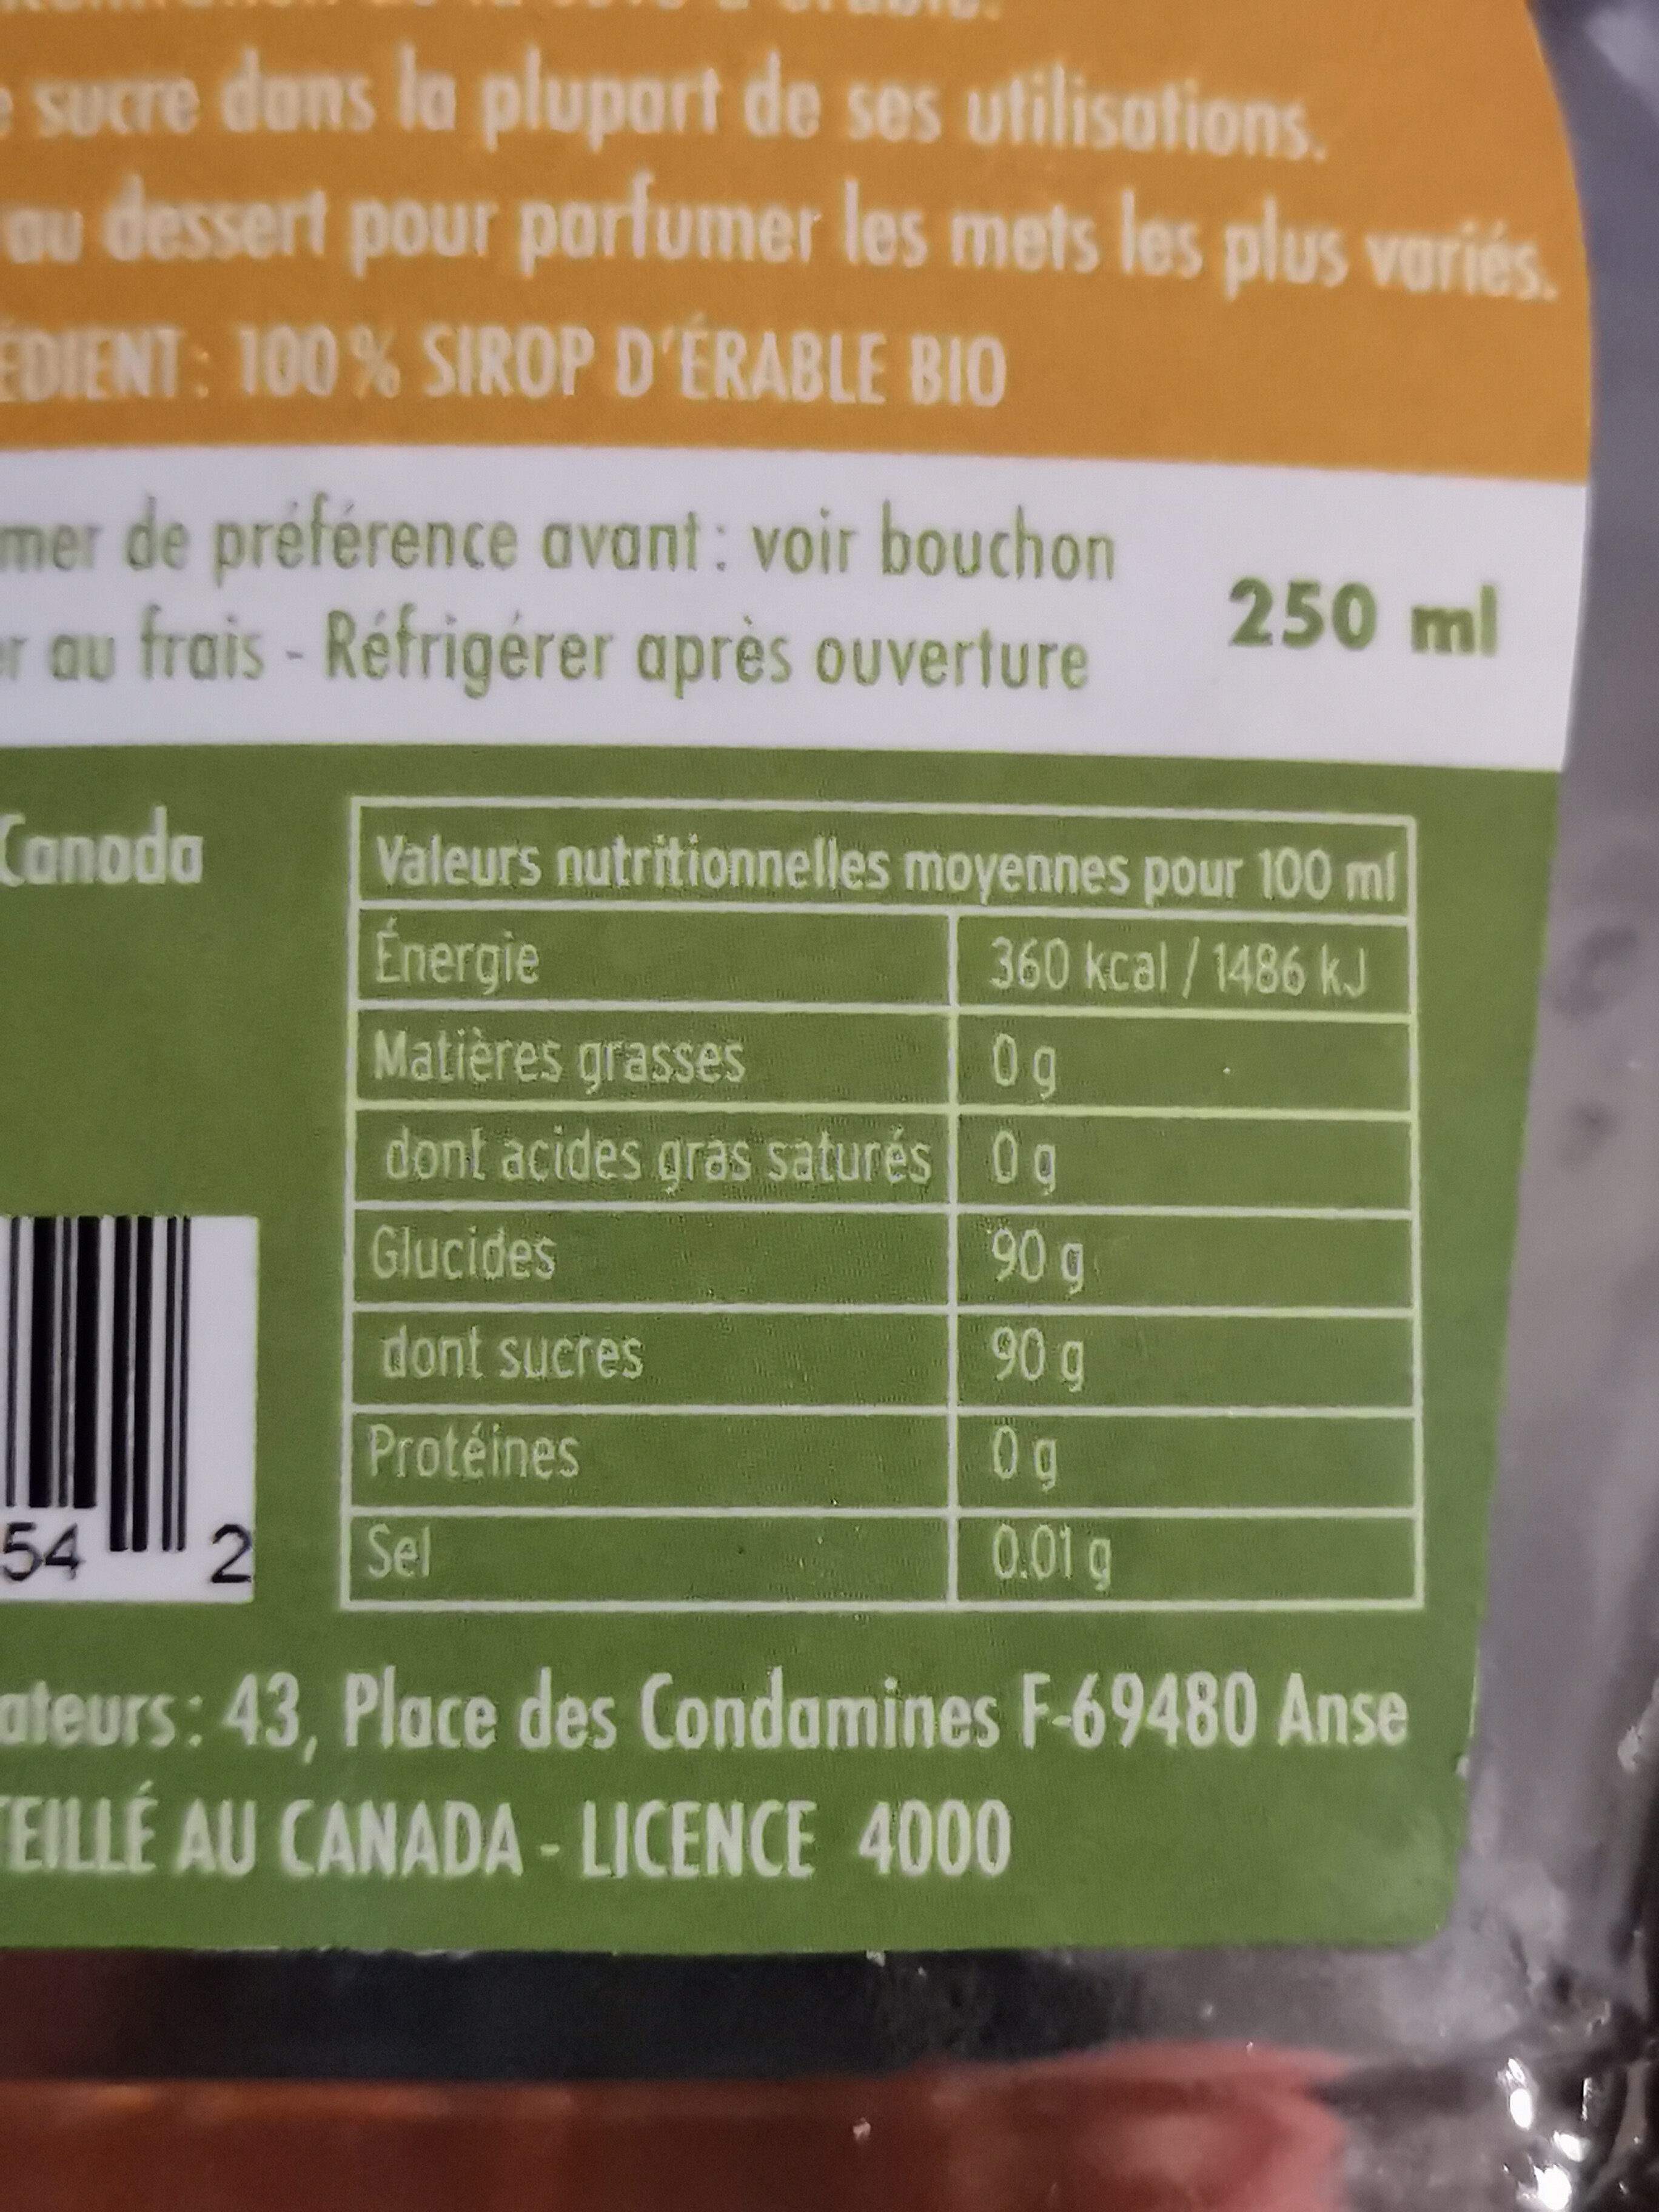 sucre dans la plupart de ses utilisations.
au dessert pour parfumer les mets les plus variés.
ÉDIENT: 100% SIROP D'ÉRABLE BIO
mer de préférence avant: voir bouchon
250 ml
er au frais - Réfrigérer après ouverture
Canada
Valeurs nutritionnelles moyennes pour 100 ml
Énergie 360 kcal / 1486 kJ
Matières grasses 0 g
dont acides gras saturés 0 g
Glucides 90 g
dont sucres 90 g
Protéines 0 g
Sel 0.01 g
54 2
ateurs: 43, Place des Condamines F-69480 Anse
TEILLÉ AU CANADA - LICENCE 4000